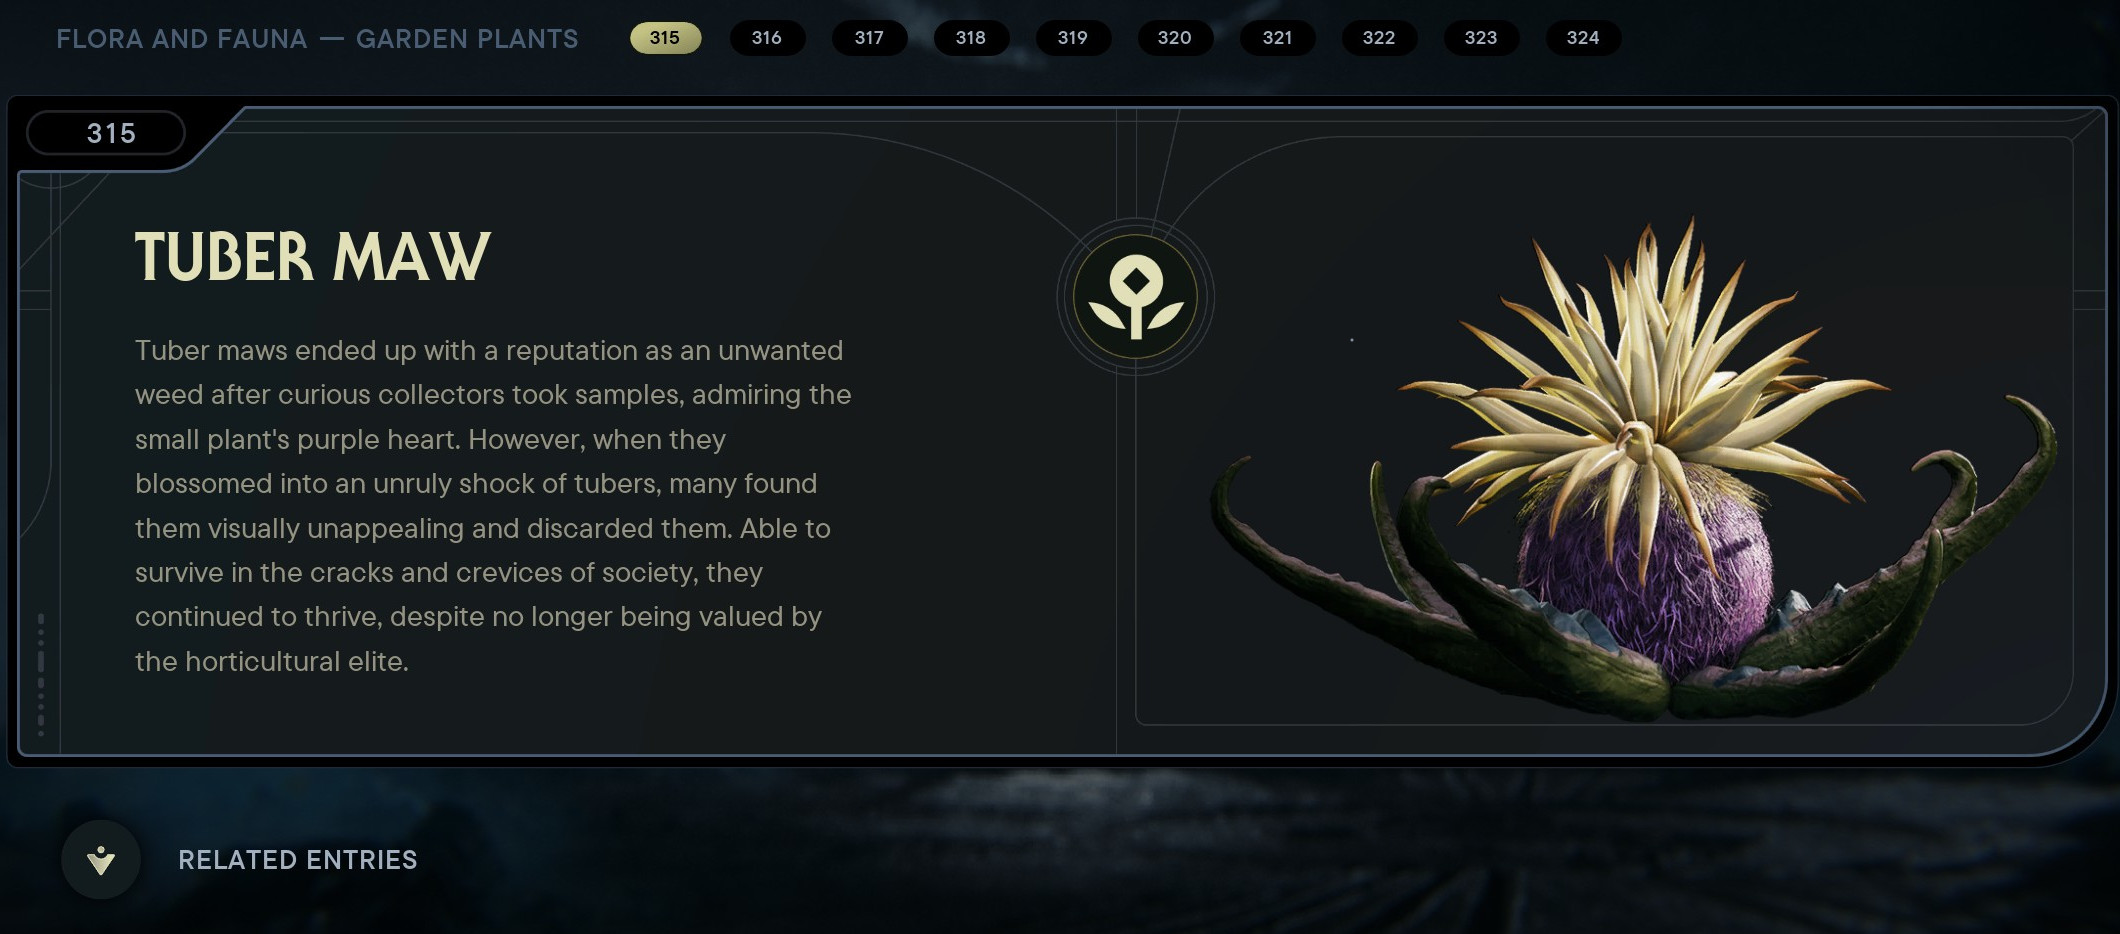 FLORA AND FAUNA — GARDEN PLANTS
315
316
317
318
319
320
321
322
323
324
315
TUBER MAW
Tuber maws ended up with a reputation as an unwanted
weed after curious collectors took samples, admiring the
small plant's purple heart. However, when they
blossomed into an unruly shock of tubers, many found
them visually unappealing and discarded them. Able to
survive in the cracks and crevices of society, they
continued to thrive, despite no longer being valued by
the horticultural elite.
RELATED ENTRIES